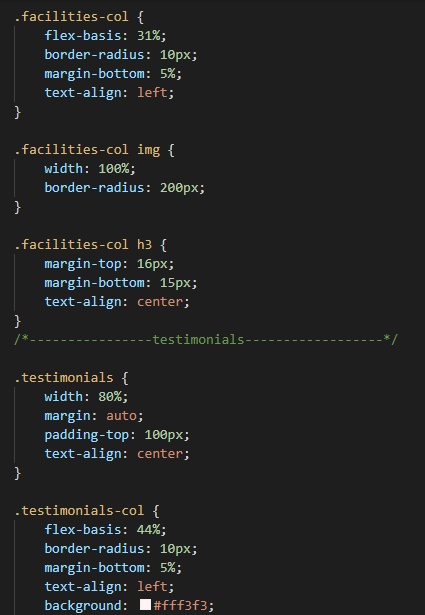 .facilities-col {
    flex-basis: 31%;
    border-radius: 10px;
    margin-bottom: 5%;
    text-align: left;
}
.facilities-col img {
    width: 100%;
    border-radius: 200px;
}
.facilities-col h3 {
    margin-top: 16px;
    margin-bottom: 15px;
    text-align: center;
}
/*----------------testimonials------------------*/
.testimonials {
    width: 80%;
    margin: auto;
    padding-top: 100px;
    text-align: center;
}
.testimonials-col {
    flex-basis: 44%;
    border-radius: 10px;
    margin-bottom: 5%;
    text-align: left;
    background: #fff3f3;